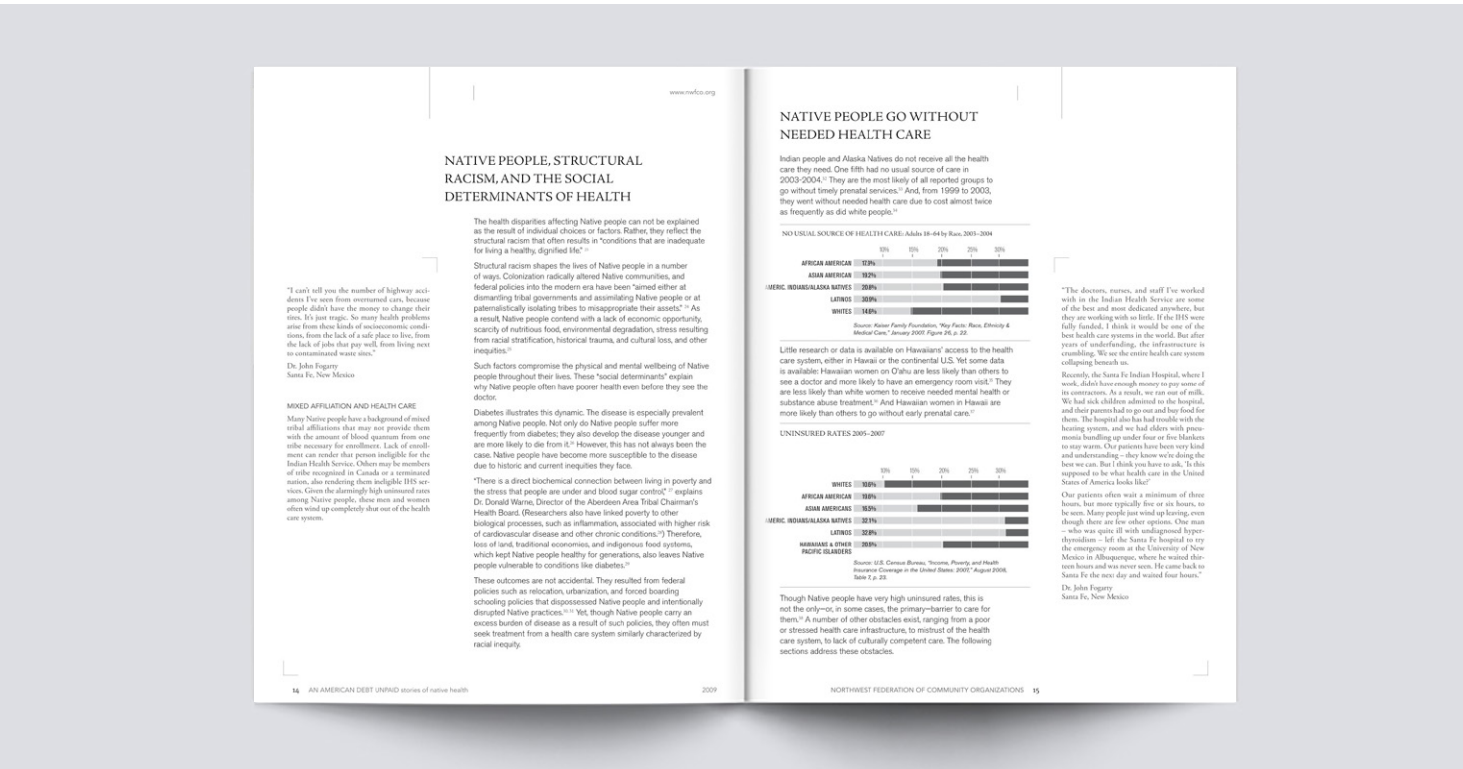 www.nwfco.org
NATIVE PEOPLE, STRUCTURAL
RACISM, AND THE SOCIAL
DETERMINANTS OF HEALTH
The health disparities affecting Native people can not be explained
as the result of individual choices or factors. Rather, they reflect the
structural racism that often results in "conditions that are inadequate
for living a healthy, dignified life."
Structural racism shapes the lives of Native people in a number
of ways. Colonization radically altered Native communities, and
federal policies into the modern era have been "aimed either at
dismantling tribal governments and assimilating Native people or at
paternalistically isolating tribes to misappropriate their assets." As
a result, Native people contend with a lack of economic opportunity,
scarcity of nutritious food, environmental degradation, stress resulting
from racial stratification, historical trauma, and cultural loss, and other
inequities.
Such factors compromise the physical and mental wellbeing of Native
people throughout their lives. These "social determinants" explain
why Native people often have poorer health even before they see the
doctor.
Diabetes illustrates this dynamic. The disease is especially prevalent
among Native people. Not only do Native people suffer more
frequently from diabetes; they also develop the disease younger and
are more likely to die from it. However, this has not always been the
case. Native people have become more susceptible to the disease
due to historic and current inequities they face.
"There is a direct biochemical connection between living in poverty and
the stress that people are under and blood sugar control," explains
Dr. Donald Warne, Director of the Aberdeen Area Tribal Chairman's
Health Board. (Researchers also have linked poverty to other
biological processes, such as inflammation, associated with higher risk
of cardiovascular disease and other chronic conditions.) Therefore,
loss of land, traditional economies, and indigenous food systems,
which kept Native people healthy for generations, also leaves Native
people vulnerable to conditions like diabetes.
These outcomes are not accidental. They resulted from federal
policies such as relocation, urbanization, and forced boarding
schooling policies that dispossessed Native people and intentionally
disrupted Native practices. Yet, though Native people carry an
excess burden of disease as a result of such policies, they often must
seek treatment from a health care system similarly characterized by
racial inequity.
"I can't tell you the number of highway acci-
dents I've seen from overturned cars, because
people didn't have the money to change their
tires. It's just tragic. So many health problems
arise from these kinds of socioeconomic condi-
tions, from the lack of a safe place to live, from
the lack of jobs that pay well, from living next
to contaminated waste sites."
Dr. John Fogarty
Santa Fe, New Mexico
MIXED AFFILIATION AND HEALTH CARE
Many Native people have a background of mixed
tribal affiliations that may not provide them
with the amount of blood quantum from one
tribe necessary for enrollment. Lack of enroll-
ment can render that person ineligible for the
Indian Health Service. Others may be members
of tribe recognized in Canada or a terminated
nation, also rendering them ineligible IHS ser-
vices. Given the alarmingly high uninsured rates
among Native people, these men and women
often wind up completely shut out of the health
care system.
14 AN AMERICAN DEBT UNPAID stories of native health
2009
NATIVE PEOPLE GO WITHOUT
NEEDED HEALTH CARE
Indian people and Alaska Natives do not receive all the health
care they need. One fifth had no usual source of care in
2003-2004. They are the most likely of all reported groups to
go without timely prenatal services. And, from 1999 to 2003,
they went without needed health care due to cost almost twice
as frequently as did white people.
NO USUAL SOURCE OF HEALTH CARE: Adults 18–64 by Race, 2003–2004
10% 15% 20% 25% 30%
AFRICAN AMERICAN 17.9%
ASIAN AMERICAN 19.2%
AMERIC. INDIANS/ALASKA NATIVES 20.8%
LATINOS 30.9%
WHITES 14.6%
Source: Kaiser Family Foundation, "Key Facts: Race, Ethnicity &
Medical Care," January 2007. Figure 26, p. 22.
Little research or data is available on Hawaiians' access to the health
care system, either in Hawaii or the continental U.S. Yet some data
is available: Hawaiian women on O'ahu are less likely than others to
see a doctor and more likely to have an emergency room visit. They
are less likely than white women to receive needed mental health or
substance abuse treatment. And Hawaiian women in Hawaii are
more likely than others to go without early prenatal care.
UNINSURED RATES 2005–2007
10% 15% 20% 25% 30%
WHITES 10.6%
AFRICAN AMERICAN 19.6%
ASIAN AMERICANS 16.5%
AMERIC. INDIANS/ALASKA NATIVES 32.1%
LATINOS 32.8%
HAWAIIANS & OTHER 20.5%
PACIFIC ISLANDERS
Source: U.S. Census Bureau, "Income, Poverty, and Health
Insurance Coverage in the United States: 2007," August 2008,
Table 7, p. 23.
Though Native people have very high uninsured rates, this is
not the only—or, in some cases, the primary—barrier to care for
them. A number of other obstacles exist, ranging from a poor
or stressed health care infrastructure, to mistrust of the health
care system, to lack of culturally competent care. The following
sections address these obstacles.
"The doctors, nurses, and staff I've worked
with in the Indian Health Service are some
of the best and most dedicated anywhere, but
they are working with so little. If the IHS were
fully funded, I think it would be one of the
best health care systems in the world. But after
years of underfunding, the infrastructure is
crumbling. We see the entire health care system
collapsing beneath us.
Recently, the Santa Fe Indian Hospital, where I
work, didn't have enough money to pay some of
its contractors. As a result, we ran out of milk.
We had sick children admitted to the hospital,
and their parents had to go out and buy food for
them. The hospital also has had trouble with the
heating system, and we had elders with pneu-
monia bundling up under four or five blankets
to stay warm. Our patients have been very kind
and understanding – they know we're doing the
best we can. But I think you have to ask, 'Is this
supposed to be what health care in the United
States of America looks like?'
Our patients often wait a minimum of three
hours, but more typically five or six hours, to
be seen. Many people just wind up leaving, even
though there are few other options. One man
– who was quite ill with undiagnosed hyper-
thyroidism – left the Santa Fe hospital to try
the emergency room at the University of New
Mexico in Albuquerque, where he waited thir-
teen hours and was never seen. He came back to
Santa Fe the next day and waited four hours."
Dr. John Fogarty
Santa Fe, New Mexico
NORTHWEST FEDERATION OF COMMUNITY ORGANIZATIONS 15